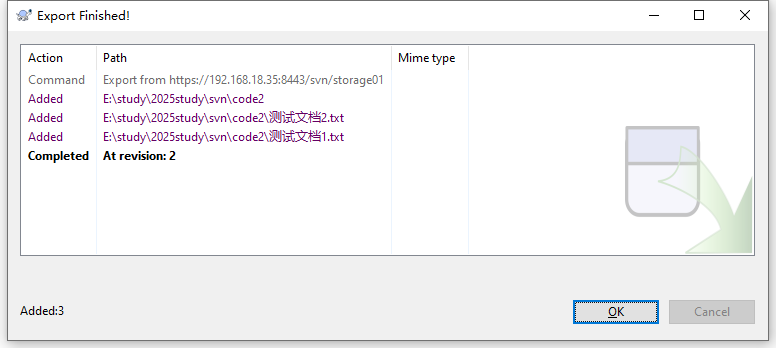 Export Finished!
Action Path Mime type
Command Export from https://192.168.18.35:8443/svn/storage01
Added E:\study\2025study\svn\code2
Added E:\study\2025study\svn\code2\测试文档2.txt
Added E:\study\2025study\svn\code2\测试文档1.txt
Completed At revision: 2
Added:3
OK Cancel